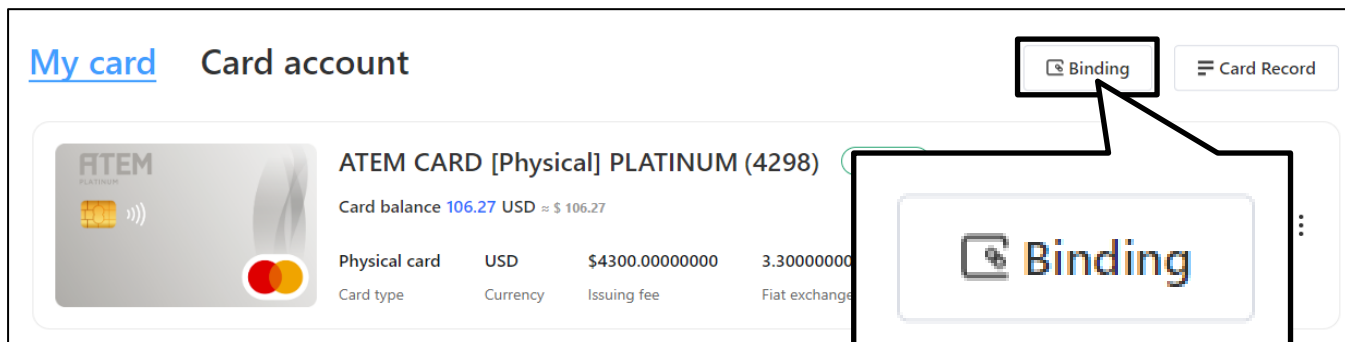 My card Card account
Binding
Card Record
ATEM
PLATINUM
ATEM CARD [Physical] PLATINUM (4298)
Card balance 106.27 USD ≈ $ 106.27
Physical card USD $4300.00000000 3.30000000
Card type Currency Issuing fee Fiat exchange
Binding